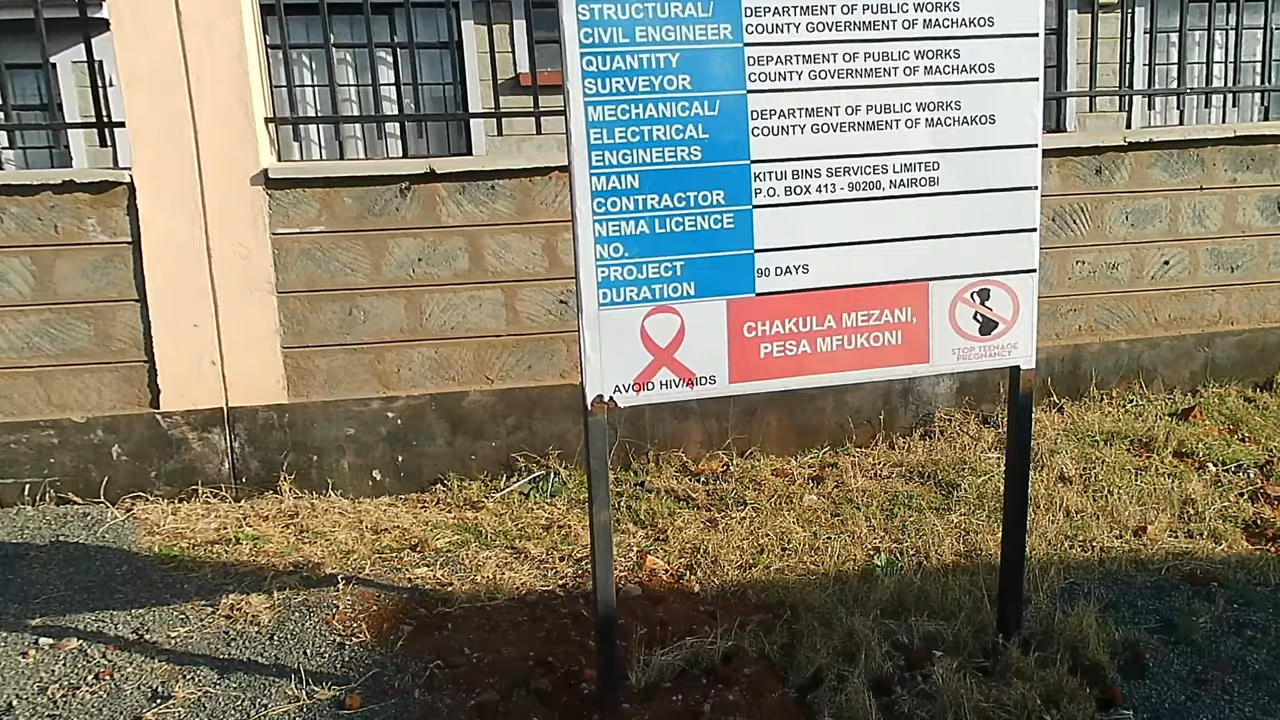 STRUCTURAL/
CIVIL ENGINEER
DEPARTMENT OF PUBLIC WORKS
COUNTY GOVERNMENT OF MACHAKOS
QUANTITY
SURVEYOR
DEPARTMENT OF PUBLIC WORKS
COUNTY GOVERNMENT OF MACHAKOS
MECHANICAL/
ELECTRICAL
ENGINEERS
DEPARTMENT OF PUBLIC WORKS
COUNTY GOVERNMENT OF MACHAKOS
MAIN
CONTRACTOR
KITUI BINS SERVICES LIMITED
P.O. BOX 413 - 90200, NAIROBI
NEMA LICENCE
NO.
PROJECT
DURATION
90 DAYS
AVOID HIV/AIDS
CHAKULA MEZANI,
PESA MFUKONI
STOP TEENAGE
PREGNANCY